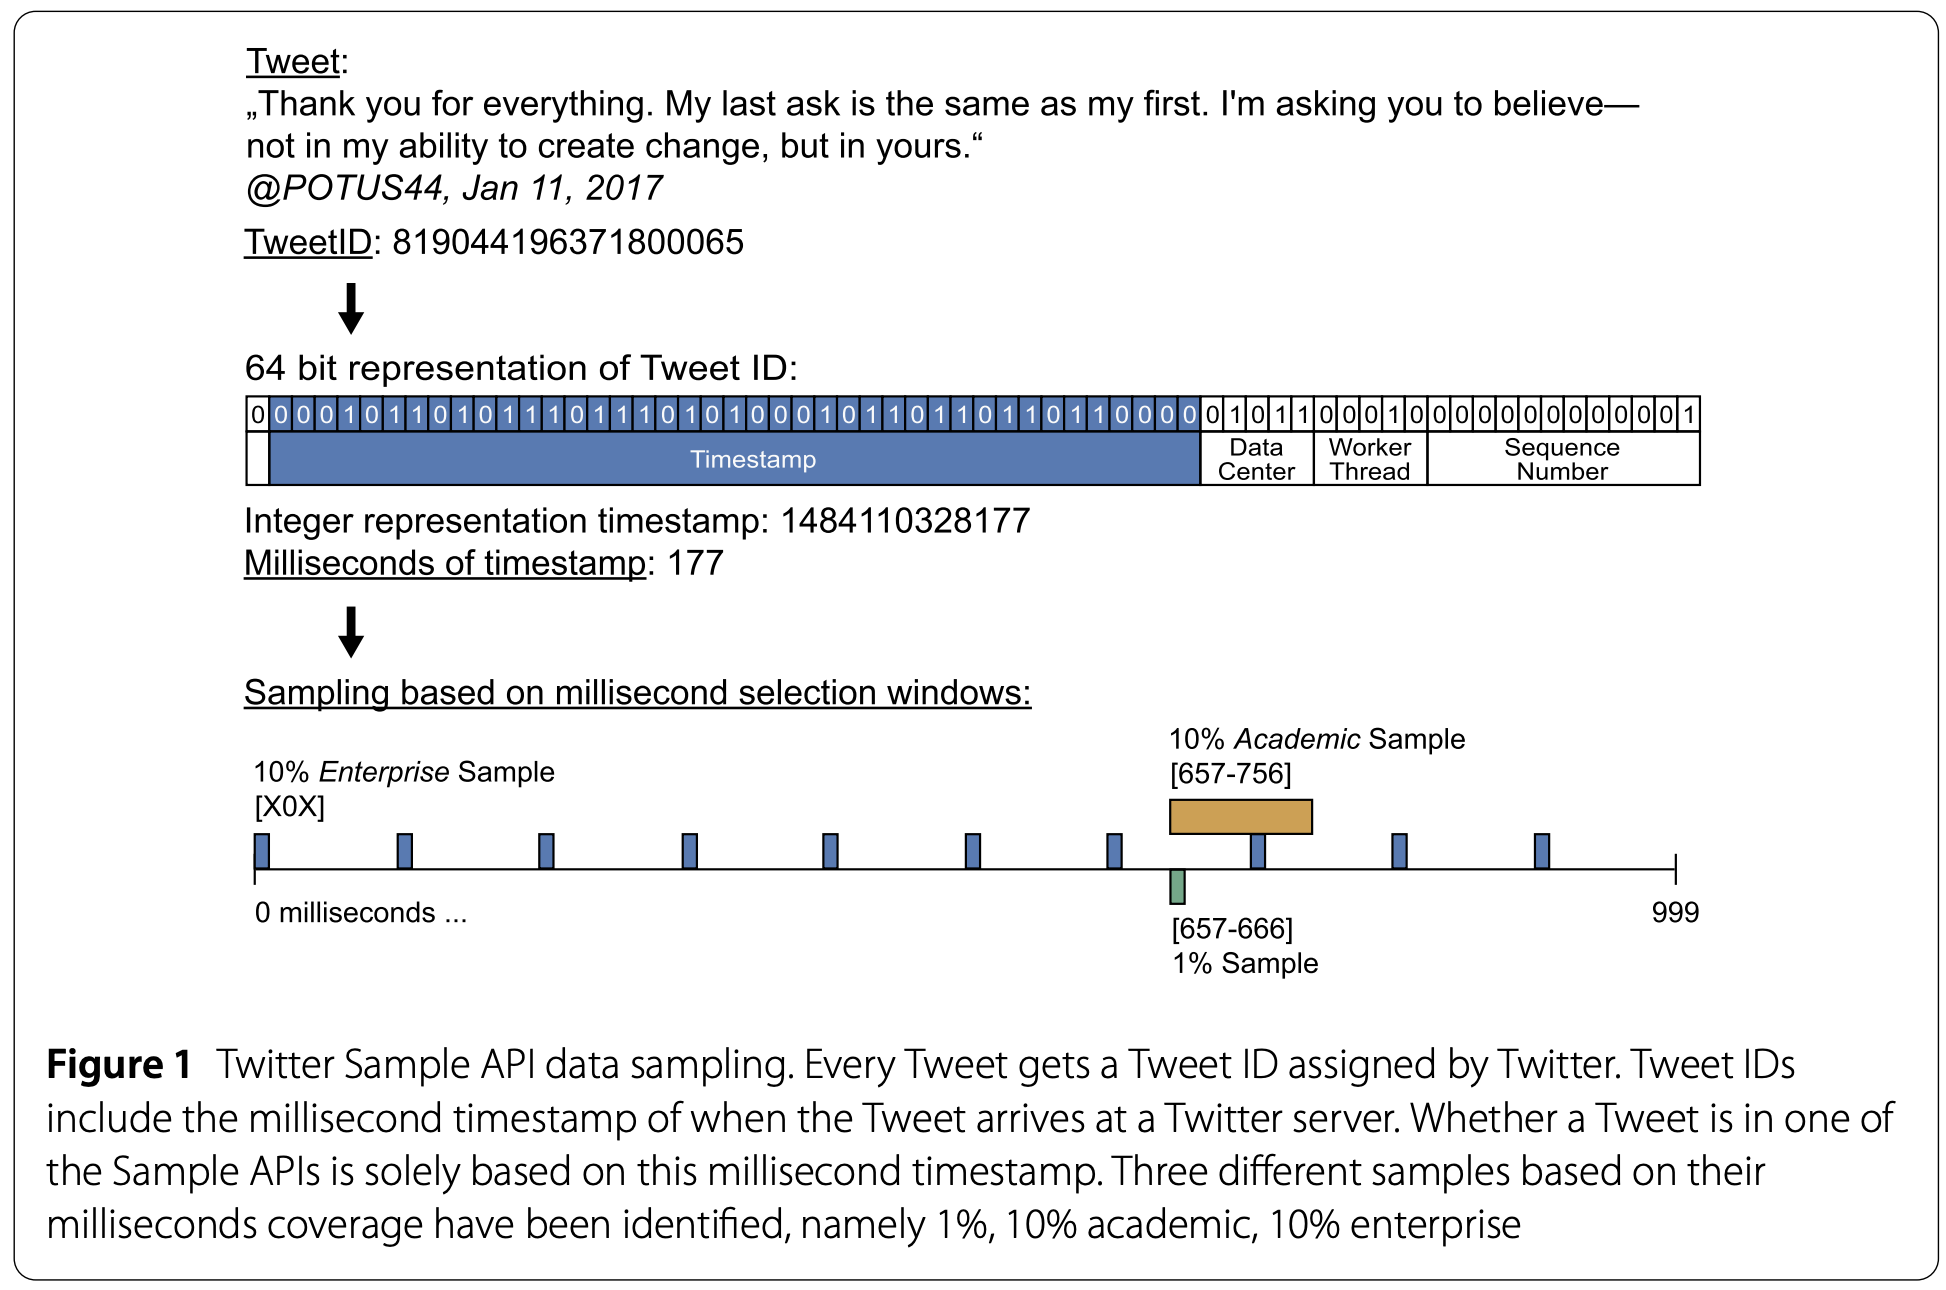 Tweet:
„Thank you for everything. My last ask is the same as my first. I'm asking you to believe—
not in my ability to create change, but in yours.“
@POTUS44, Jan 11, 2017
TweetID: 819044196371800065
64 bit representation of Tweet ID:
0 0 0 0 1 0 1 1 0 1 0 1 1 1 0 1 1 1 0 1 0 1 0 0 0 1 0 1 1 0 1 1 0 1 1 0 1 1 0 0 0 0 0 1 0 1 1 0 0 0 1 0 0 0 0 0 0 0 0 0 0 0 0 1
Timestamp
Data
Center
Worker
Thread
Sequence
Number
Integer representation timestamp: 1484110328177
Milliseconds of timestamp: 177
Sampling based on millisecond selection windows:
10% Academic Sample
[657-756]
10% Enterprise Sample
[X0X]
0 milliseconds ...
999
[657-666]
1% Sample
Figure 1 Twitter Sample API data sampling. Every Tweet gets a Tweet ID assigned by Twitter. Tweet IDs
include the millisecond timestamp of when the Tweet arrives at a Twitter server. Whether a Tweet is in one of
the Sample APIs is solely based on this millisecond timestamp. Three different samples based on their
milliseconds coverage have been identified, namely 1%, 10% academic, 10% enterprise